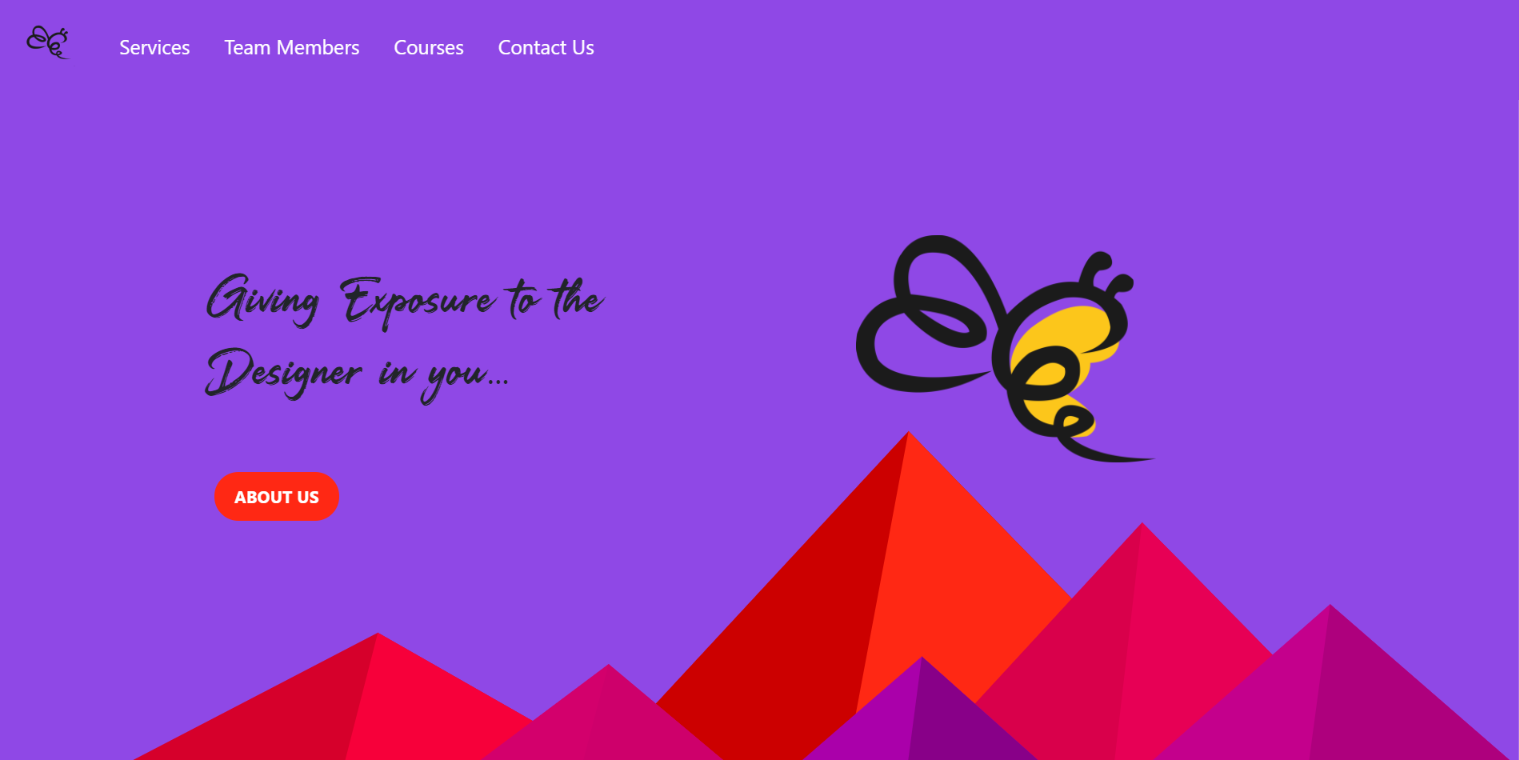 Services Team Members Courses Contact Us
Giving Exposure to the
Designer in you...
ABOUT US